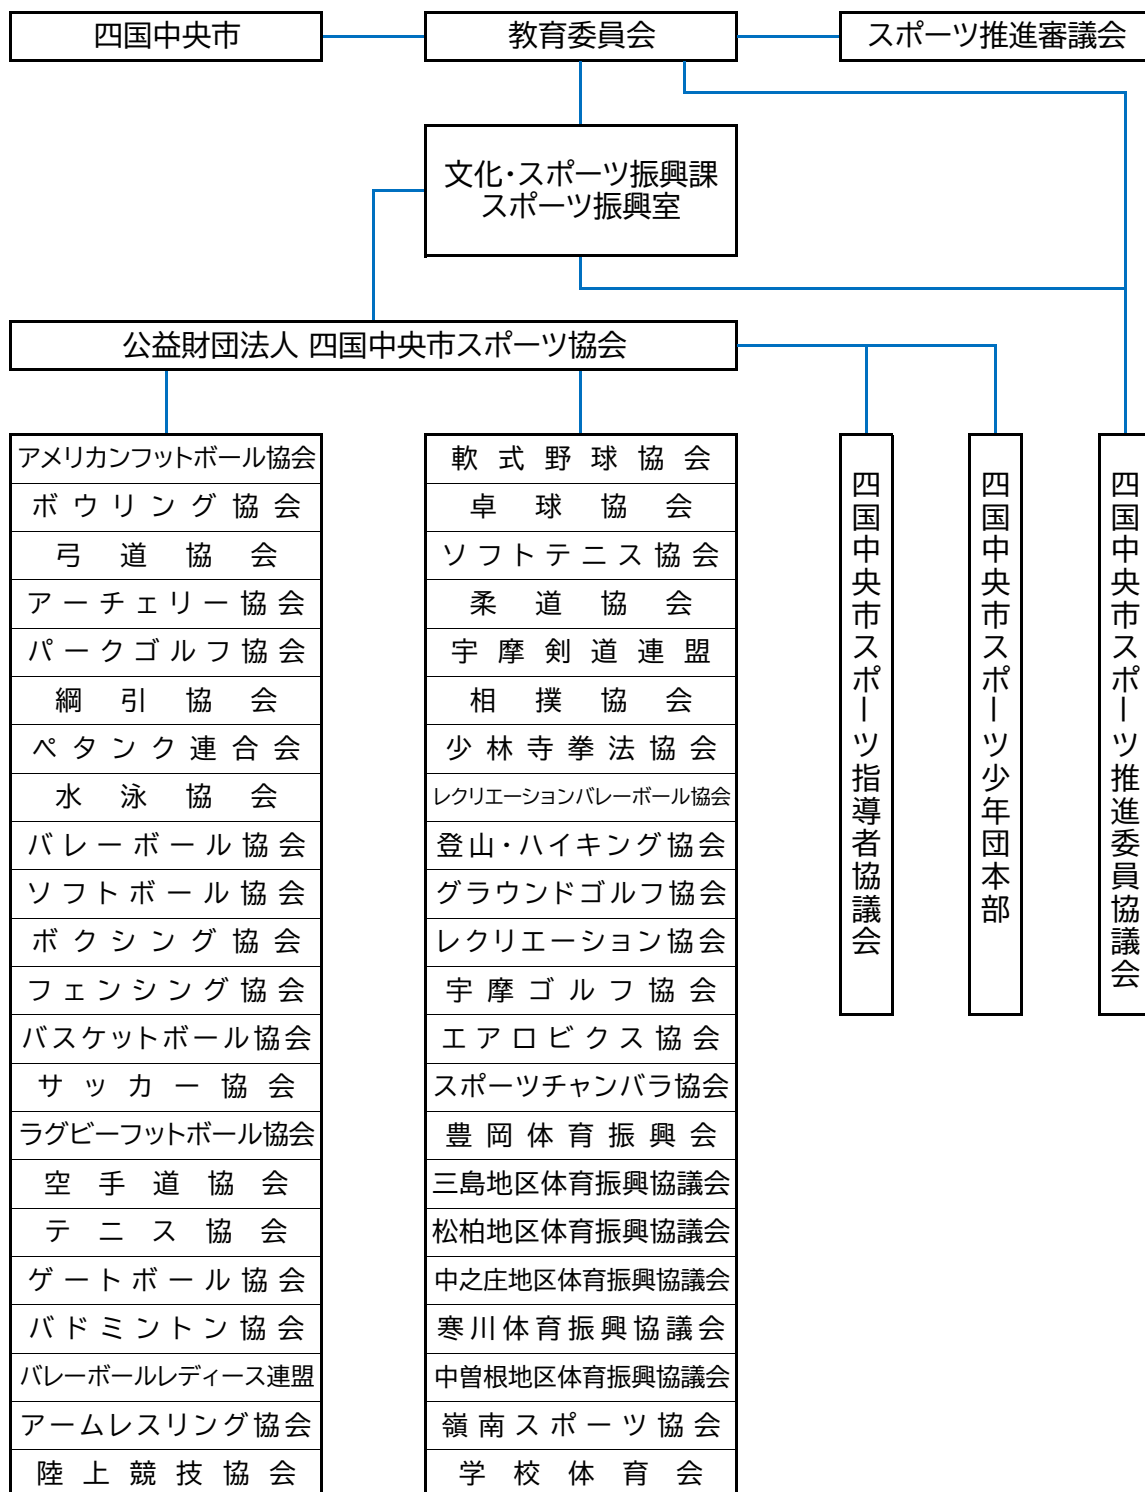 四国中央市
教育委員会
スポーツ推進審議会
文化・スポーツ振興課
スポーツ振興室
公益財団法人 四国中央市スポーツ協会
アメリカンフットボール協会
ボウリング協会
弓道協会
アーチェリー協会
パークゴルフ協会
綱引協会
ペタンク連合会
水泳協会
バレーボール協会
ソフトボール協会
ボクシング協会
フェンシング協会
バスケットボール協会
サッカー協会
ラグビーフットボール協会
空手道協会
テニス協会
ゲートボール協会
バドミントン協会
バレーボールレディース連盟
アームレスリング協会
陸上競技協会
軟式野球協会
卓球協会
ソフトテニス協会
柔道協会
宇摩剣道連盟
相撲協会
少林寺拳法協会
レクリエーションバレーボール協会
登山・ハイキング協会
グラウンドゴルフ協会
レクリエーション協会
宇摩ゴルフ協会
エアロビクス協会
スポーツチャンバラ協会
豊岡体育振興会
三島地区体育振興協議会
松柏地区体育振興協議会
中之庄地区体育振興協議会
寒川体育振興協議会
中曽根地区体育振興協議会
嶺南スポーツ協会
学校体育会
四国中央市スポーツ指導者協議会
四国中央市スポーツ少年団本部
四国中央市スポーツ推進委員協議会